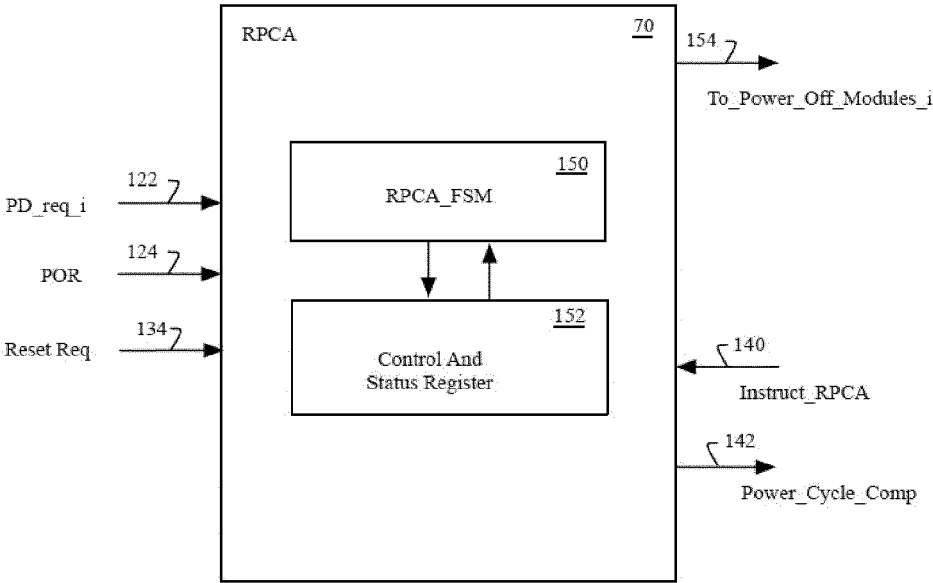 RPCA
70
154
To_Power_Off_Modules_i
150
RPCA_FSM
122
PD_req_i
124
POR
152
Control And
Status Register
134
Reset Req
140
Instruct_RPCA
142
Power_Cycle_Comp